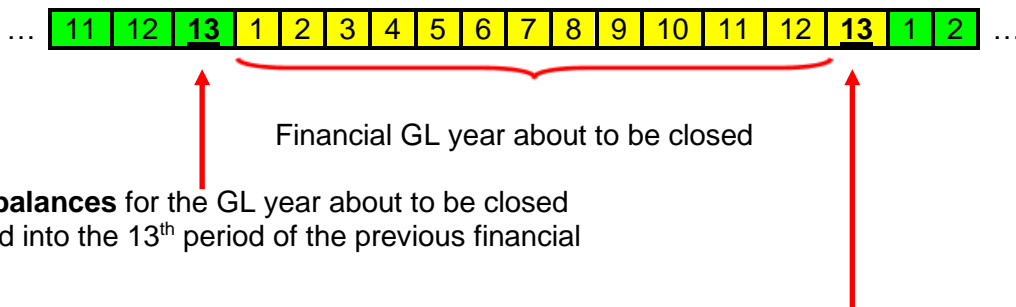 … 11 12 13 1 2 3 4 5 6 7 8 9 10 11 12 13 1 2 …
Financial GL year about to be closed
balances for the GL year about to be closed
into the 13th period of the previous financial